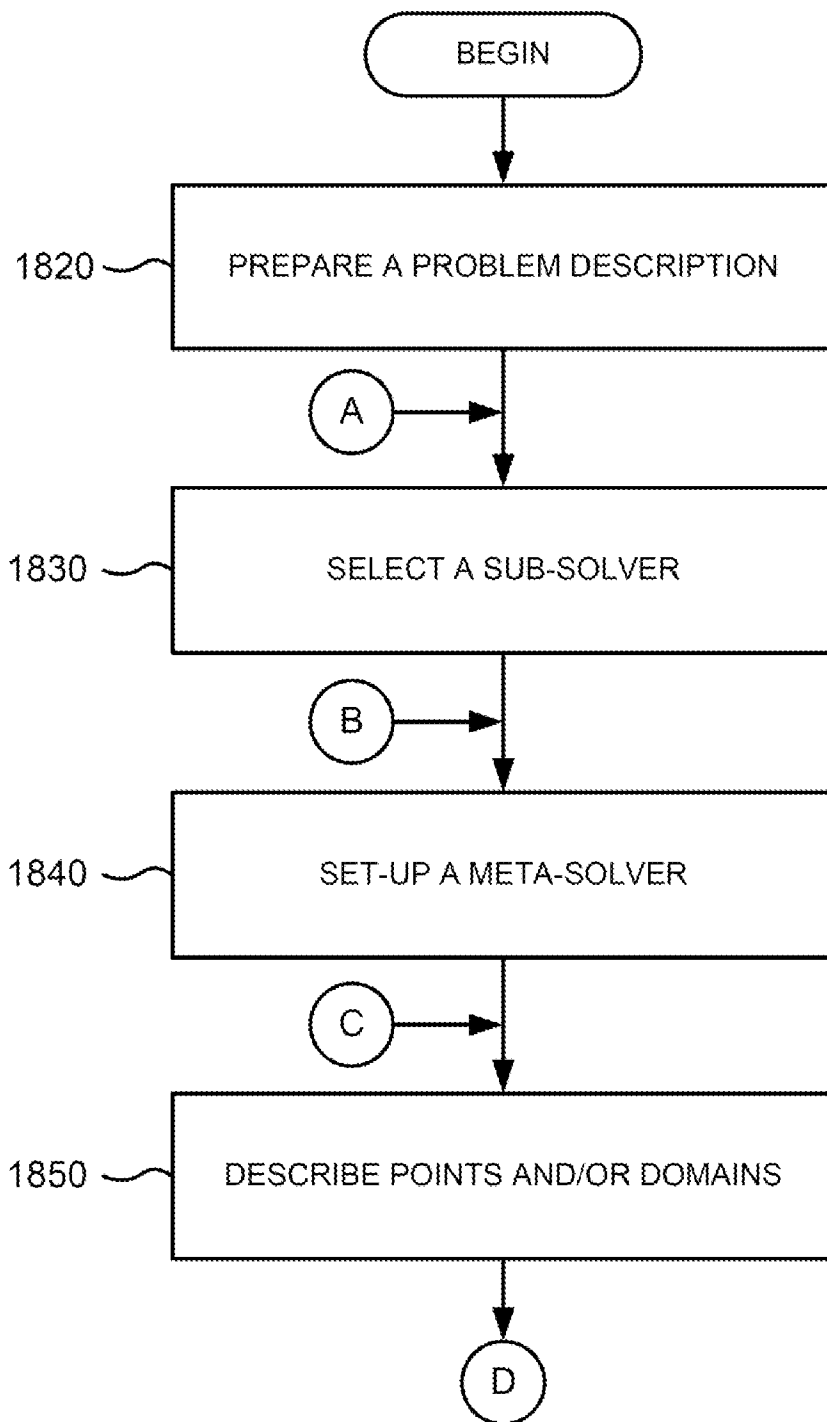 BEGIN
1820
PREPARE A PROBLEM DESCRIPTION
A
1830
SELECT A SUB-SOLVER
B
1840
SET-UP A META-SOLVER
C
1850
DESCRIBE POINTS AND/OR DOMAINS
D